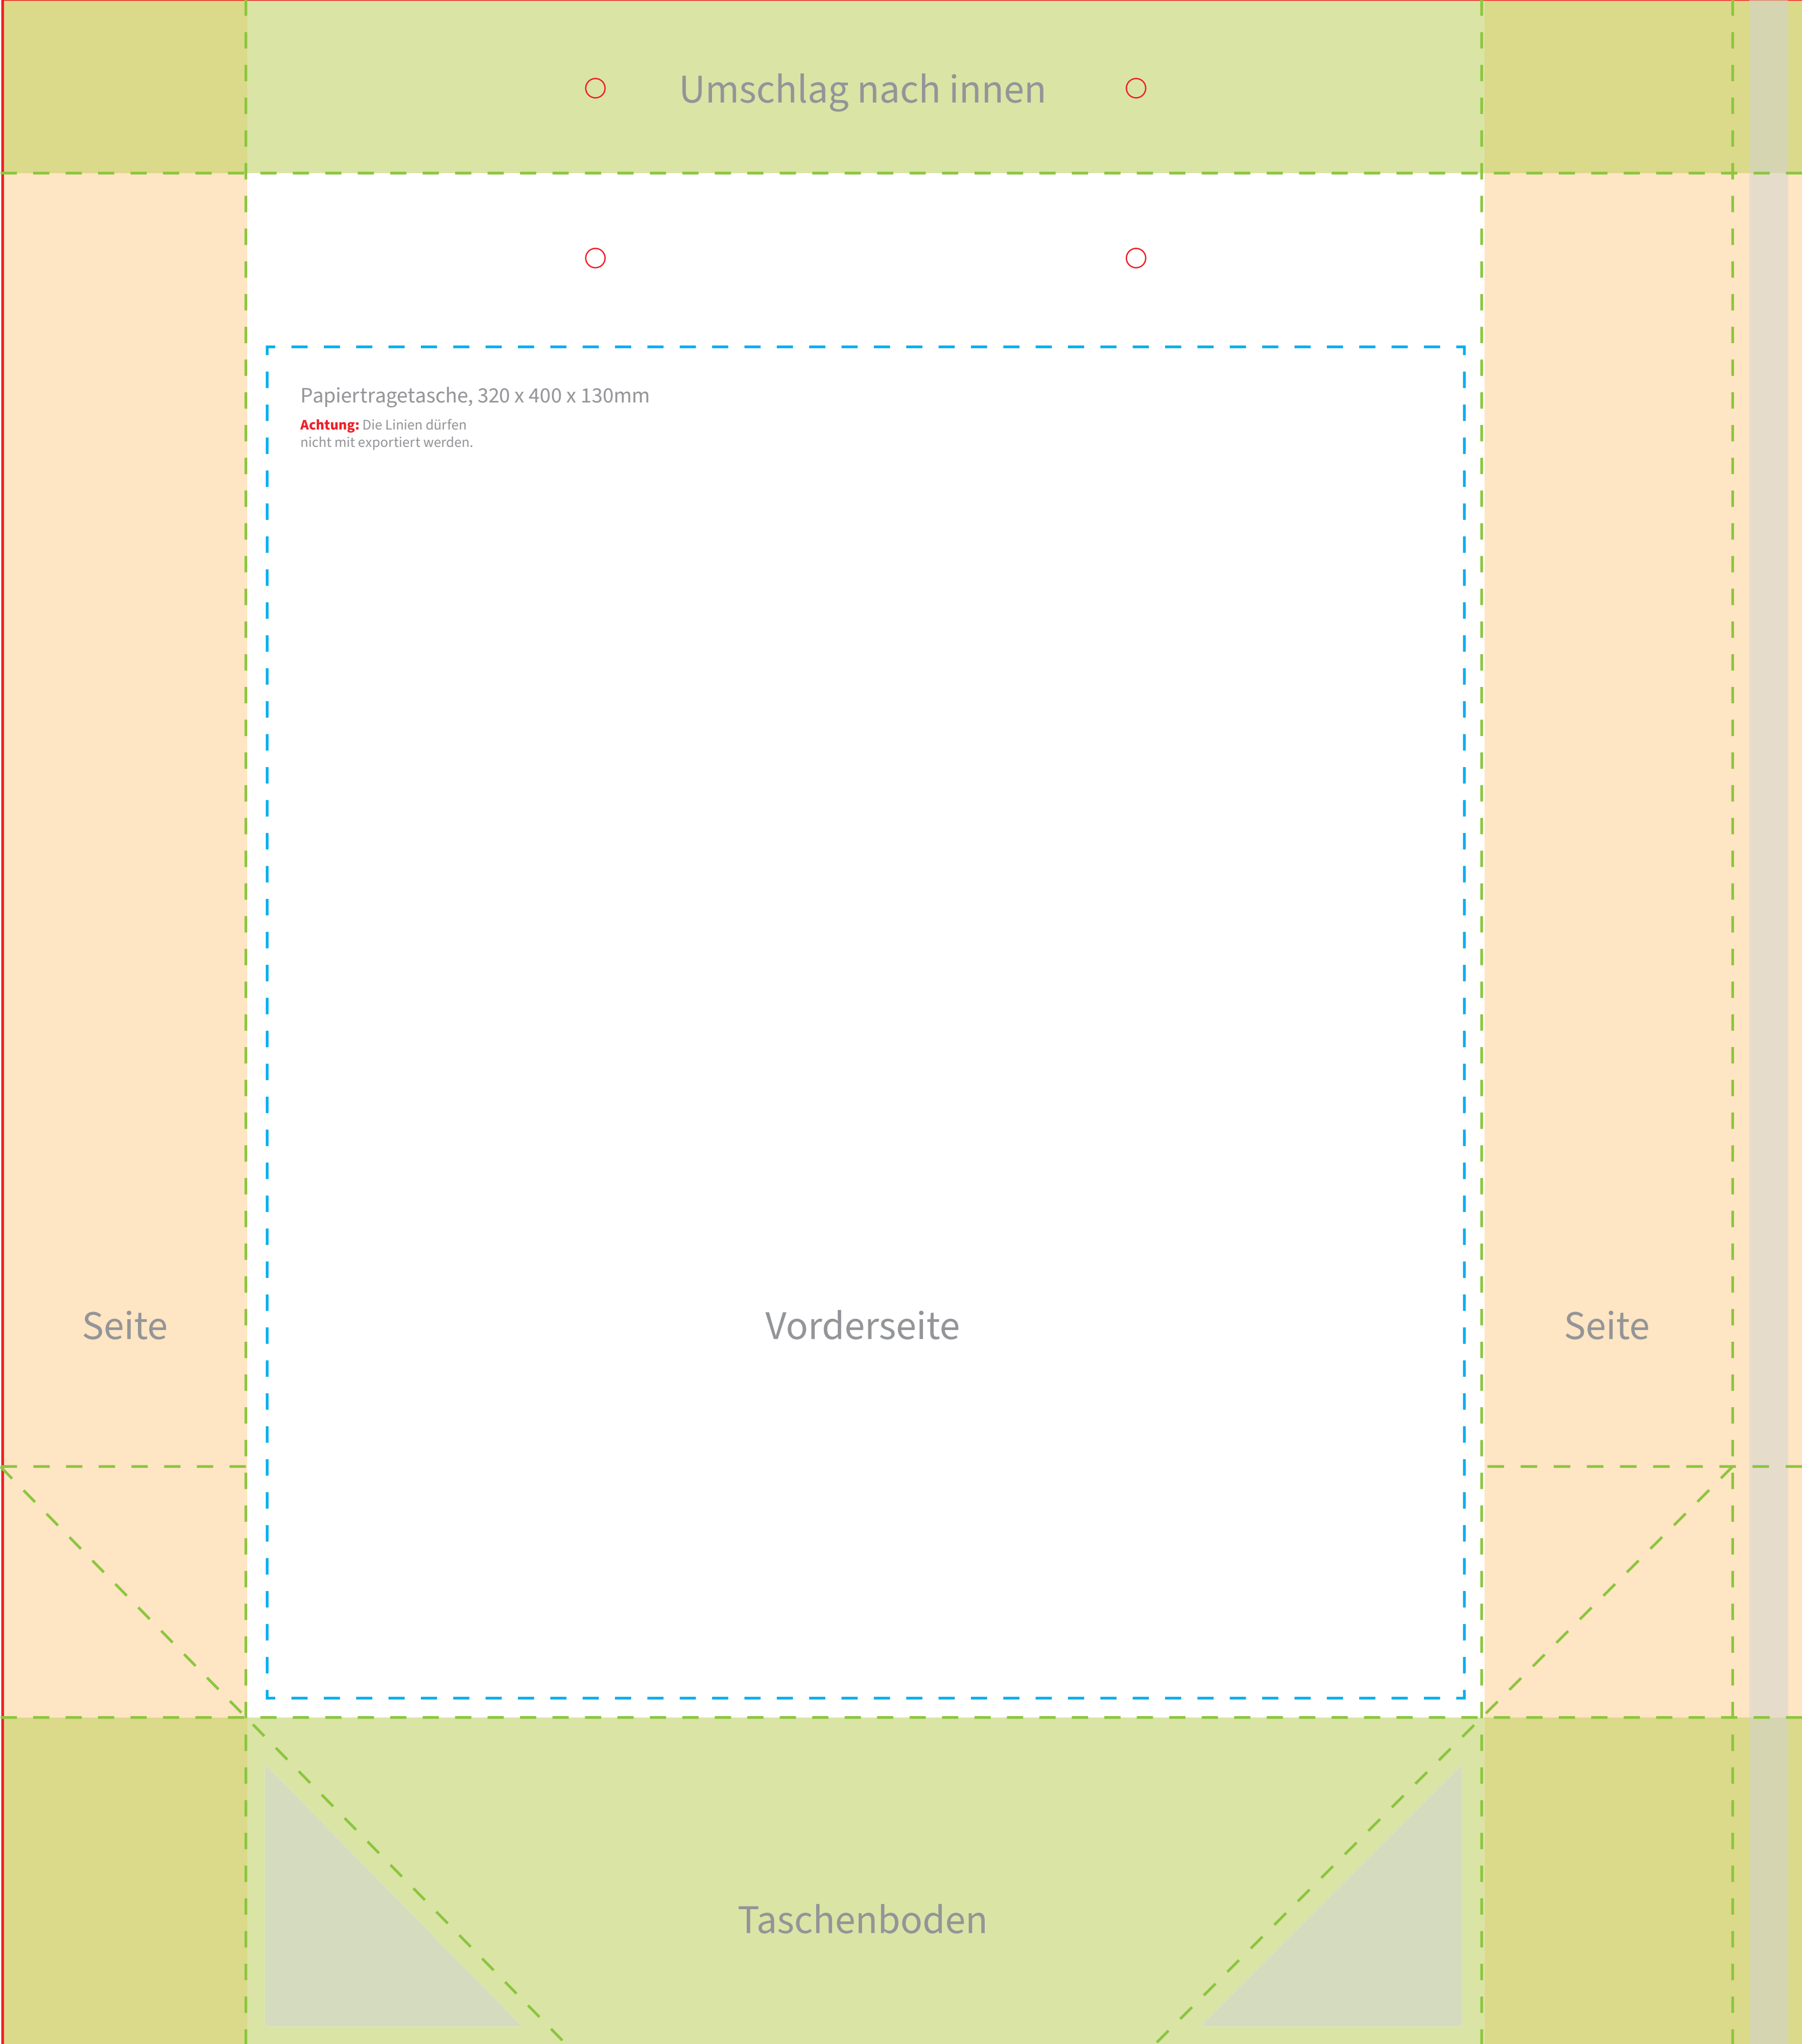 Umschlag nach innen
Papiertragetasche, 320 x 400 x 130mm
Achtung: Die Linien dürfen
nicht mit exportiert werden.
Seite
Vorderseite
Seite
Taschenboden